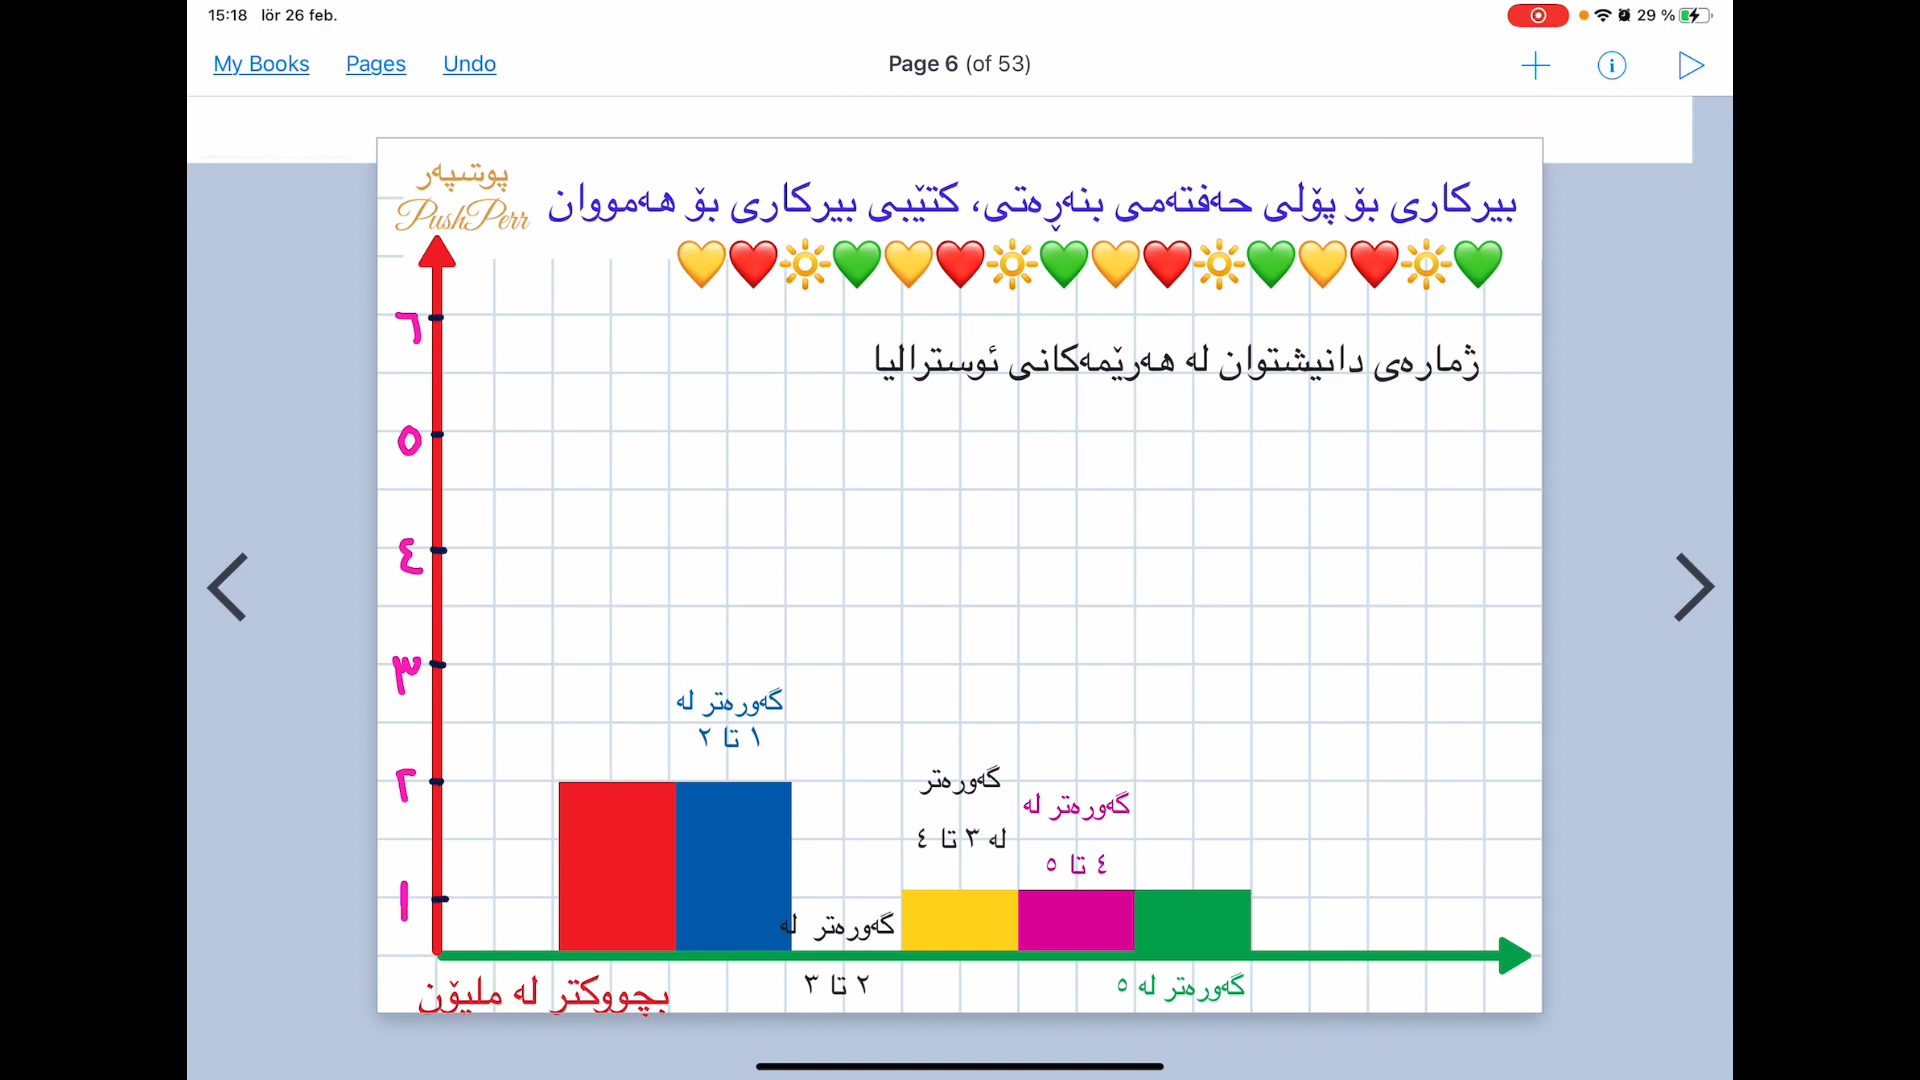 15:18 lör 26 feb.
29 %
My Books Pages Undo
Page 6 (of 53)
پوشپەڕ
PushPerr
بیرکاری بۆ پۆلی حەفتەمی بنەڕەتی، کتێبی بیرکاری بۆ هەمووان
ژمارەی دانیشتوان لە هەرێمەکانی ئوسترالیا
٦
٥
٤
٣
٢
١
گەورەتر لە
١ تا ٢
گەورەتر
لە ٣ تا ٤
گەورەتر لە
٤ تا ٥
گەورەتر لە
٢ تا ٣
گەورەتر لە ٥
بچووکتر لە ملیۆن